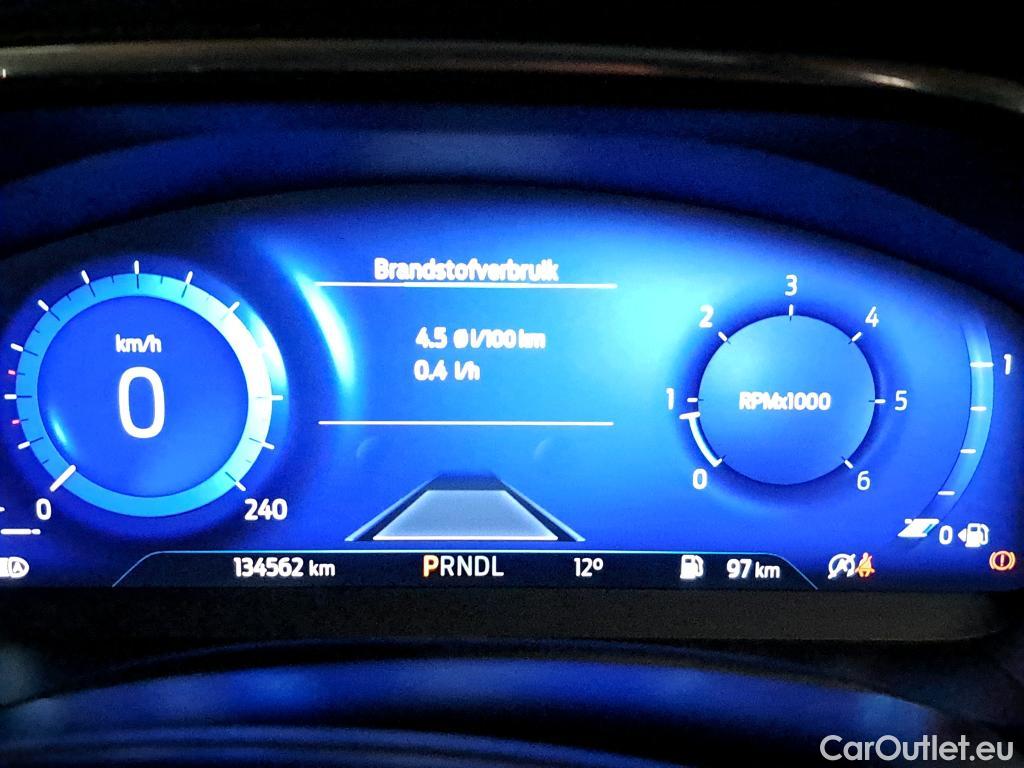 Brandstofverbruik
4.5 Ø l/100 km
0.4 l/h
km/h
0
0
240
0
1
2
3
4
5
6
RPMx1000
1
0
134562 km
PRNDL
12º
97 km
CarOutlet.eu